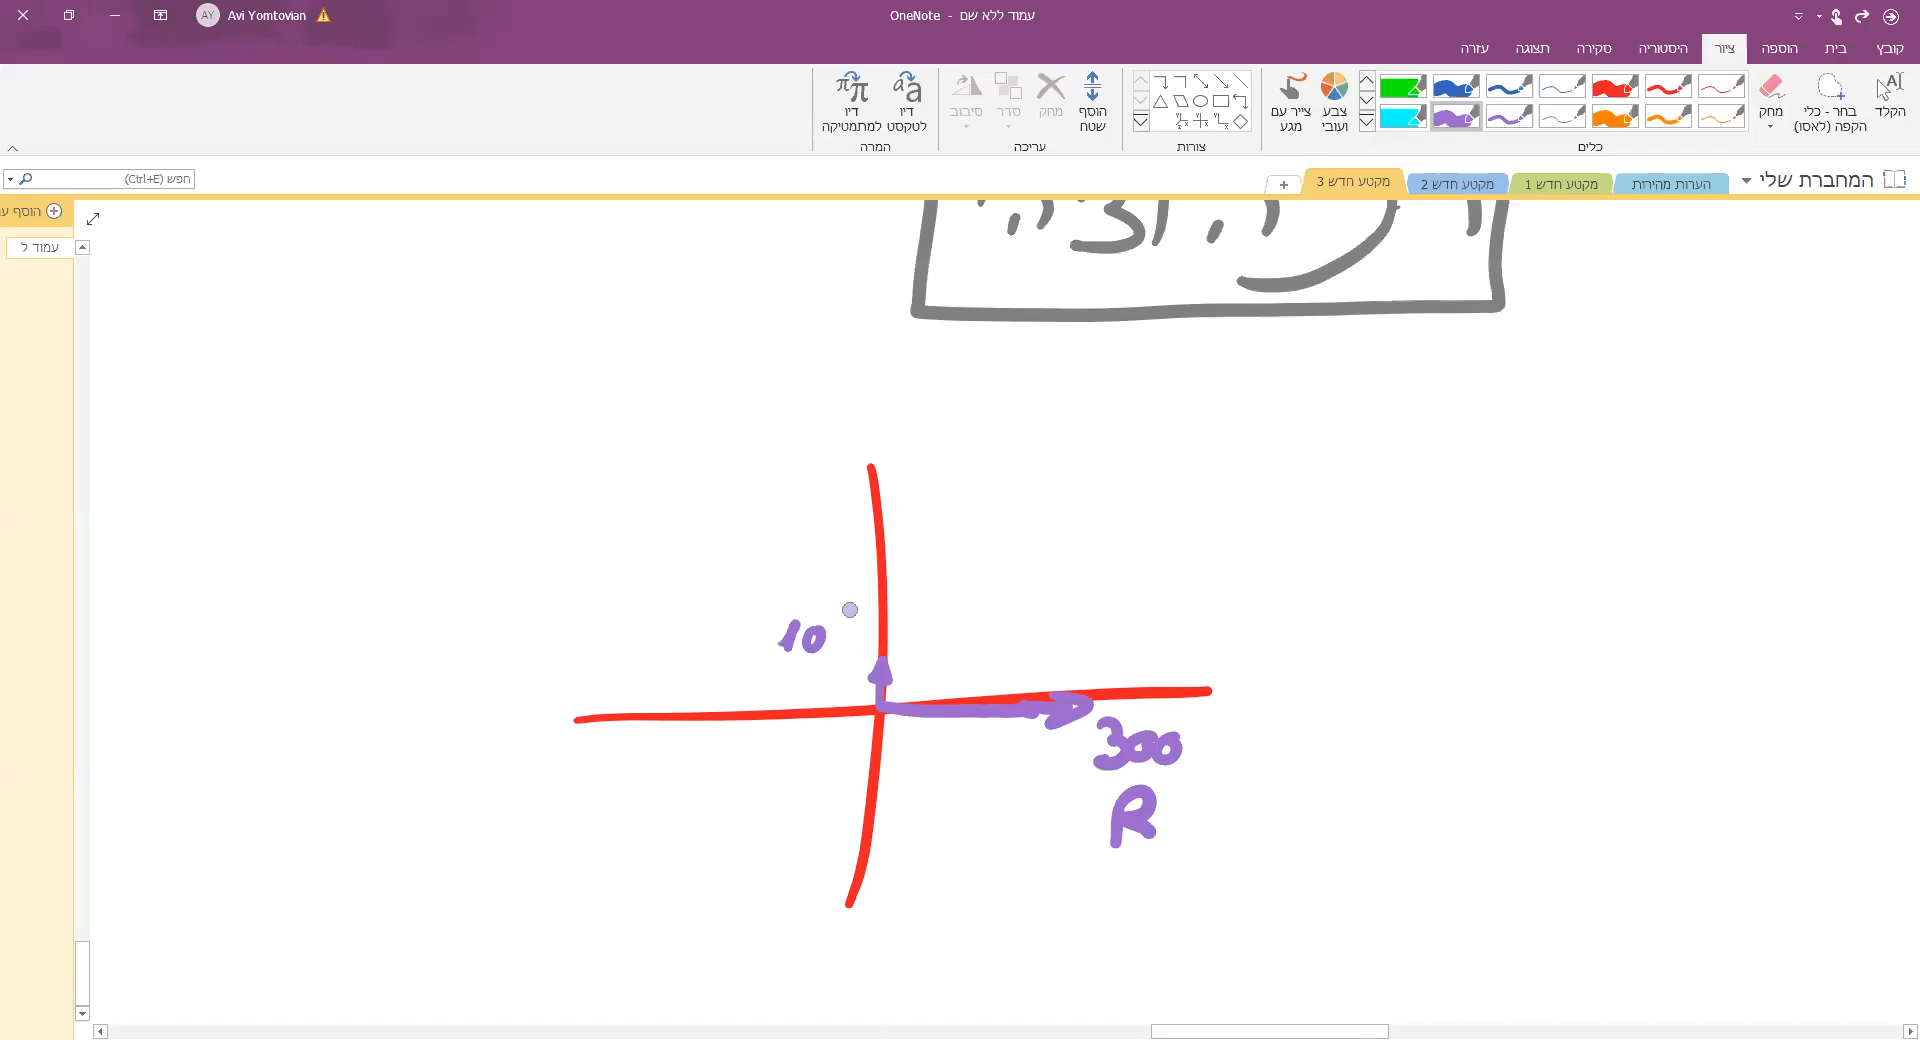 Avi Yomtovian
עמוד ללא שם - OneNote
קובץ בית הוספה ציור היסטוריה סקירה תצוגה עזרה
הקלד
בחר - כלי הקפה (לאסו)
מחק
כלים
צבע ועובי
צייר עם מגע
צורות
הוסף שטח
מחק
סדר
סיבוב
עריכה
דיו לטקסט
דיו למתמטיקה
המרה
המחברת שלי
הערות מהירות
מקטע חדש 1
מקטע חדש 2
מקטע חדש 3
חפש (Ctrl+E)
הוסף ע
עמוד ל
10
300
R